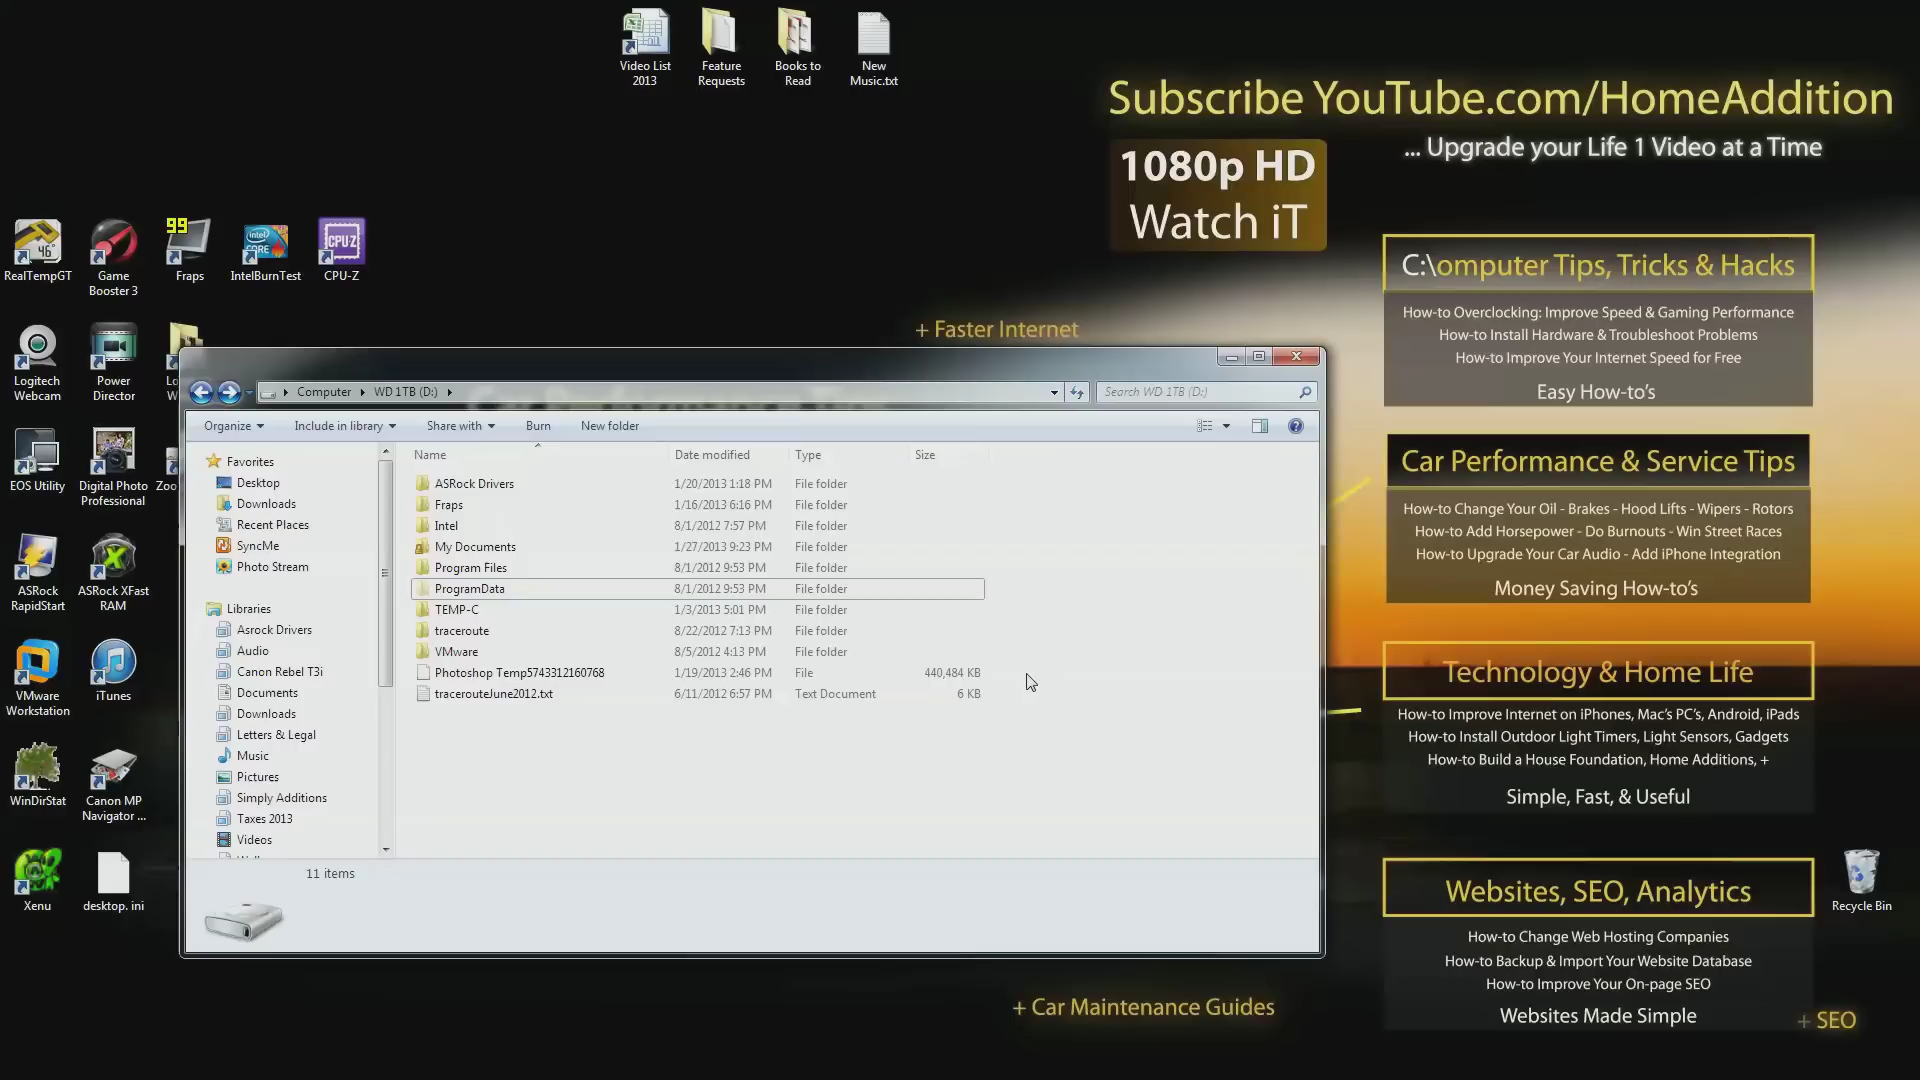 Video List
2013
Feature
Requests
Books to
Read
New
Music.txt
Subscribe YouTube.com/HomeAddition
... Upgrade your Life 1 Video at a Time
1080p HD
Watch iT
99
46°
intel
CORE
CPU-Z
RealTempGT
Game
Booster 3
Fraps
IntelBurnTest
CPU-Z
C:\omputer Tips, Tricks & Hacks
How-to Overclocking: Improve Speed & Gaming Performance
How-to Install Hardware & Troubleshoot Problems
How-to Improve Your Internet Speed for Free
Easy How-to's
+ Faster Internet
Logitech
Webcam
Power
Director
Computer
WD 1TB (D:)
Search WD 1TB (D:)
Organize
Include in library
Share with
Burn
New folder
Name
Date modified
Type
Size
Favorites
Desktop
Downloads
Recent Places
SyncMe
Photo Stream
Libraries
Asrock Drivers
Audio
Canon Rebel T3i
Documents
Downloads
Letters & Legal
Music
Pictures
Simply Additions
Taxes 2013
Videos
ASRock Drivers 1/20/2013 1:18 PM File folder
Fraps 1/16/2013 6:16 PM File folder
Intel 8/1/2012 7:57 PM File folder
My Documents 1/27/2013 9:23 PM File folder
Program Files 8/1/2012 9:53 PM File folder
ProgramData 8/1/2012 9:53 PM File folder
TEMP-C 1/3/2013 5:01 PM File folder
traceroute 8/22/2012 7:13 PM File folder
VMware 8/5/2012 4:13 PM File folder
Photoshop Temp5743312160768 1/19/2013 2:46 PM File 440,484 KB
tracerouteJune2012.txt 6/11/2012 6:57 PM Text Document 6 KB
11 items
EOS Utility
Digital Photo
Professional
Zoo
ASRock
RapidStart
ASRock XFast
RAM
VMware
Workstation
iTunes
WinDirStat
Canon MP
Navigator ...
Xenu
desktop. ini
Car Performance & Service Tips
How-to Change Your Oil - Brakes - Hood Lifts - Wipers - Rotors
How-to Add Horsepower - Do Burnouts - Win Street Races
How-to Upgrade Your Car Audio - Add iPhone Integration
Money Saving How-to's
Technology & Home Life
How-to Improve Internet on iPhones, Mac's PC's, Android, iPads
How-to Install Outdoor Light Timers, Light Sensors, Gadgets
How-to Build a House Foundation, Home Additions, +
Simple, Fast, & Useful
Websites, SEO, Analytics
How-to Change Web Hosting Companies
How-to Backup & Import Your Website Database
How-to Improve Your On-page SEO
Websites Made Simple
Recycle Bin
+ Car Maintenance Guides
+ SEO